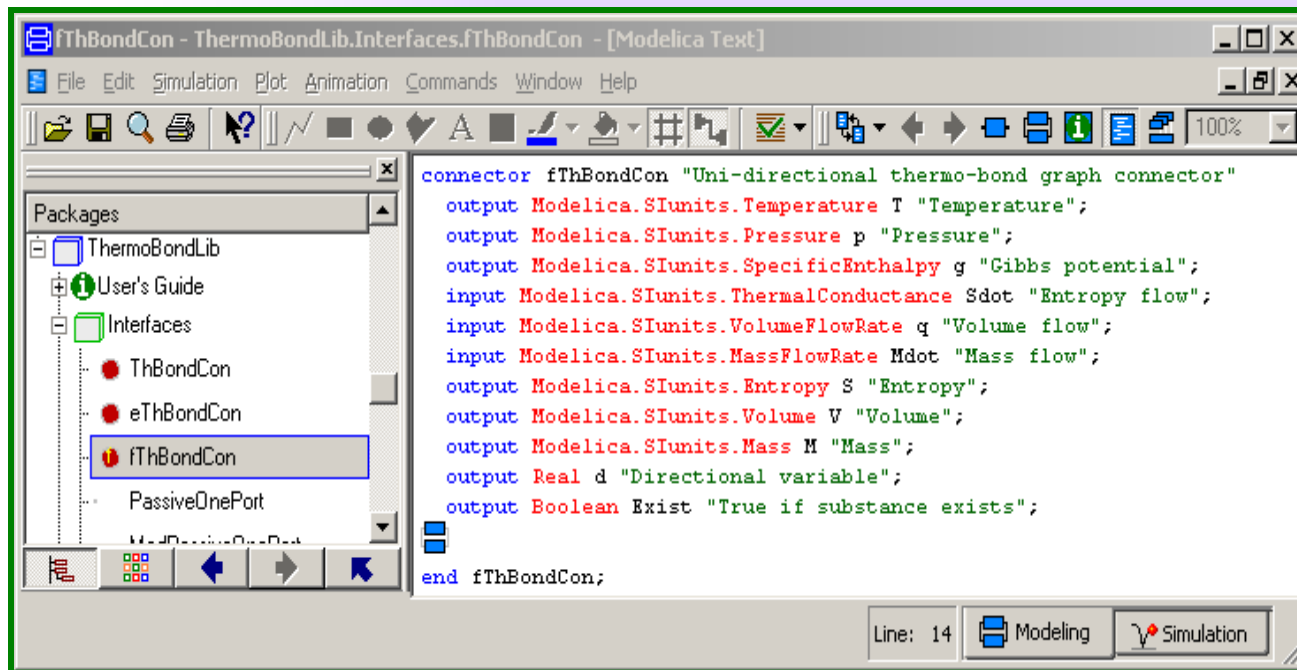 fThBondCon - ThermoBondLib.Interfaces.fThBondCon - [Modelica Text]
File Edit Simulation Plot Animation Commands Window Help
100%
Packages
ThermoBondLib
User's Guide
Interfaces
ThBondCon
eThBondCon
fThBondCon
PassiveOnePort
ModPassiveOnePort
connector fThBondCon "Uni-directional thermo-bond graph connector"
output Modelica.SIunits.Temperature T "Temperature";
output Modelica.SIunits.Pressure p "Pressure";
output Modelica.SIunits.SpecificEnthalpy g "Gibbs potential";
input Modelica.SIunits.ThermalConductance Sdot "Entropy flow";
input Modelica.SIunits.VolumeFlowRate q "Volume flow";
input Modelica.SIunits.MassFlowRate Mdot "Mass flow";
output Modelica.SIunits.Entropy S "Entropy";
output Modelica.SIunits.Volume V "Volume";
output Modelica.SIunits.Mass M "Mass";
output Real d "Directional variable";
output Boolean Exist "True if substance exists";
end fThBondCon;
Line: 14 Modeling Simulation